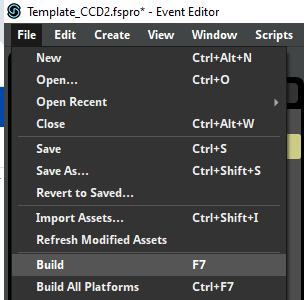 Template_CCD2.fspro* - Event Editor
File Edit Create View Window Scripts
New Ctrl+Alt+N
Open... Ctrl+O
Open Recent
Close Ctrl+Alt+W
Save Ctrl+S
Save As... Ctrl+Shift+S
Revert to Saved...
Import Assets... Ctrl+Shift+I
Refresh Modified Assets
Build F7
Build All Platforms Ctrl+F7